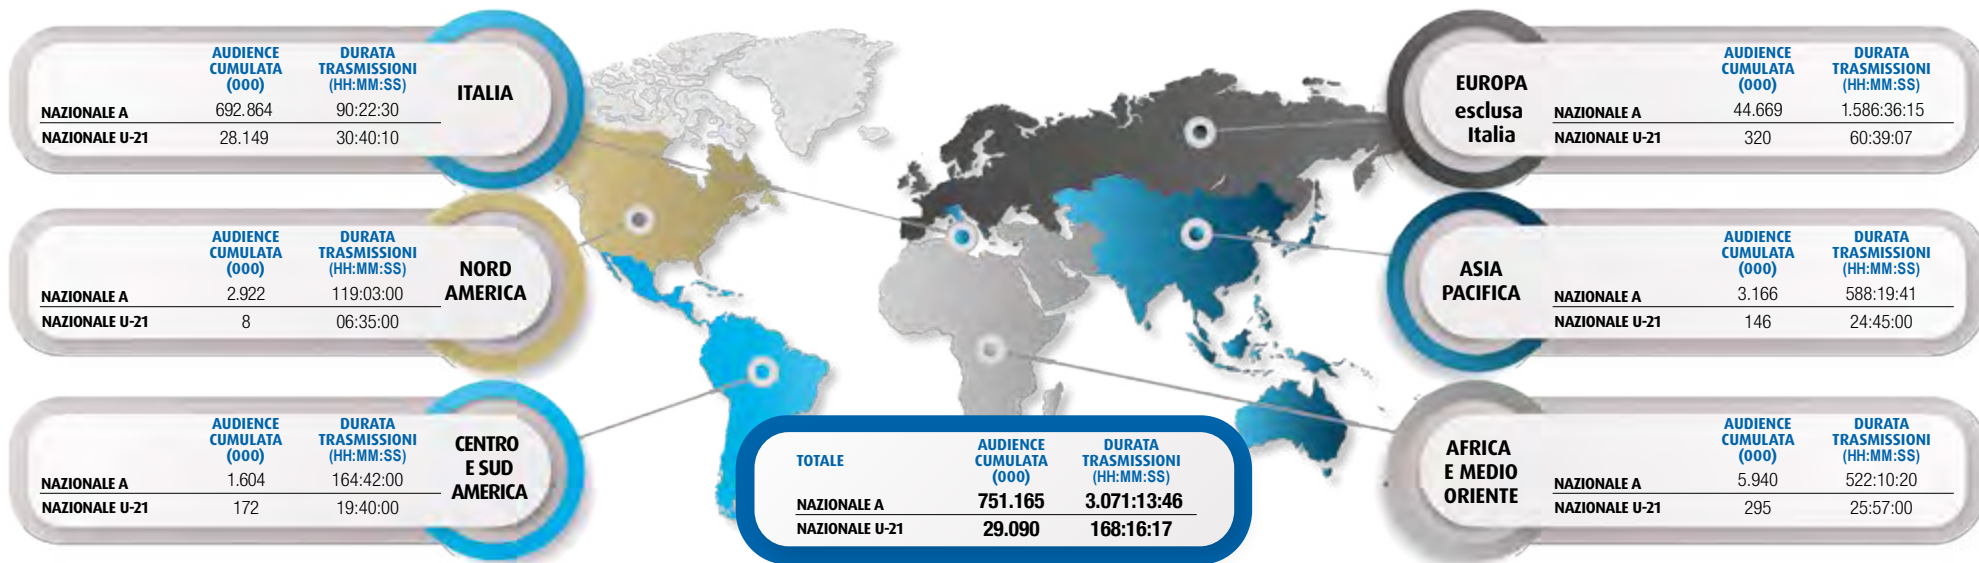 AUDIENCE CUMULATA (000) DURATA TRASMISSIONI (HH:MM:SS)
ITALIA
NAZIONALE A 692.864 90:22:30
NAZIONALE U-21 28.149 30:40:10
AUDIENCE CUMULATA (000) DURATA TRASMISSIONI (HH:MM:SS)
NORD AMERICA
NAZIONALE A 2.922 119:03:00
NAZIONALE U-21 8 06:35:00
AUDIENCE CUMULATA (000) DURATA TRASMISSIONI (HH:MM:SS)
CENTRO E SUD AMERICA
NAZIONALE A 1.604 164:42:00
NAZIONALE U-21 172 19:40:00
TOTALE AUDIENCE CUMULATA (000) DURATA TRASMISSIONI (HH:MM:SS)
NAZIONALE A 751.165 3.071:13:46
NAZIONALE U-21 29.090 168:16:17
EUROPA esclusa Italia
AUDIENCE CUMULATA (000) DURATA TRASMISSIONI (HH:MM:SS)
NAZIONALE A 44.669 1.586:36:15
NAZIONALE U-21 320 60:39:07
ASIA PACIFICA
AUDIENCE CUMULATA (000) DURATA TRASMISSIONI (HH:MM:SS)
NAZIONALE A 3.166 588:19:41
NAZIONALE U-21 146 24:45:00
AFRICA E MEDIO ORIENTE
AUDIENCE CUMULATA (000) DURATA TRASMISSIONI (HH:MM:SS)
NAZIONALE A 5.940 522:10:20
NAZIONALE U-21 295 25:57:00